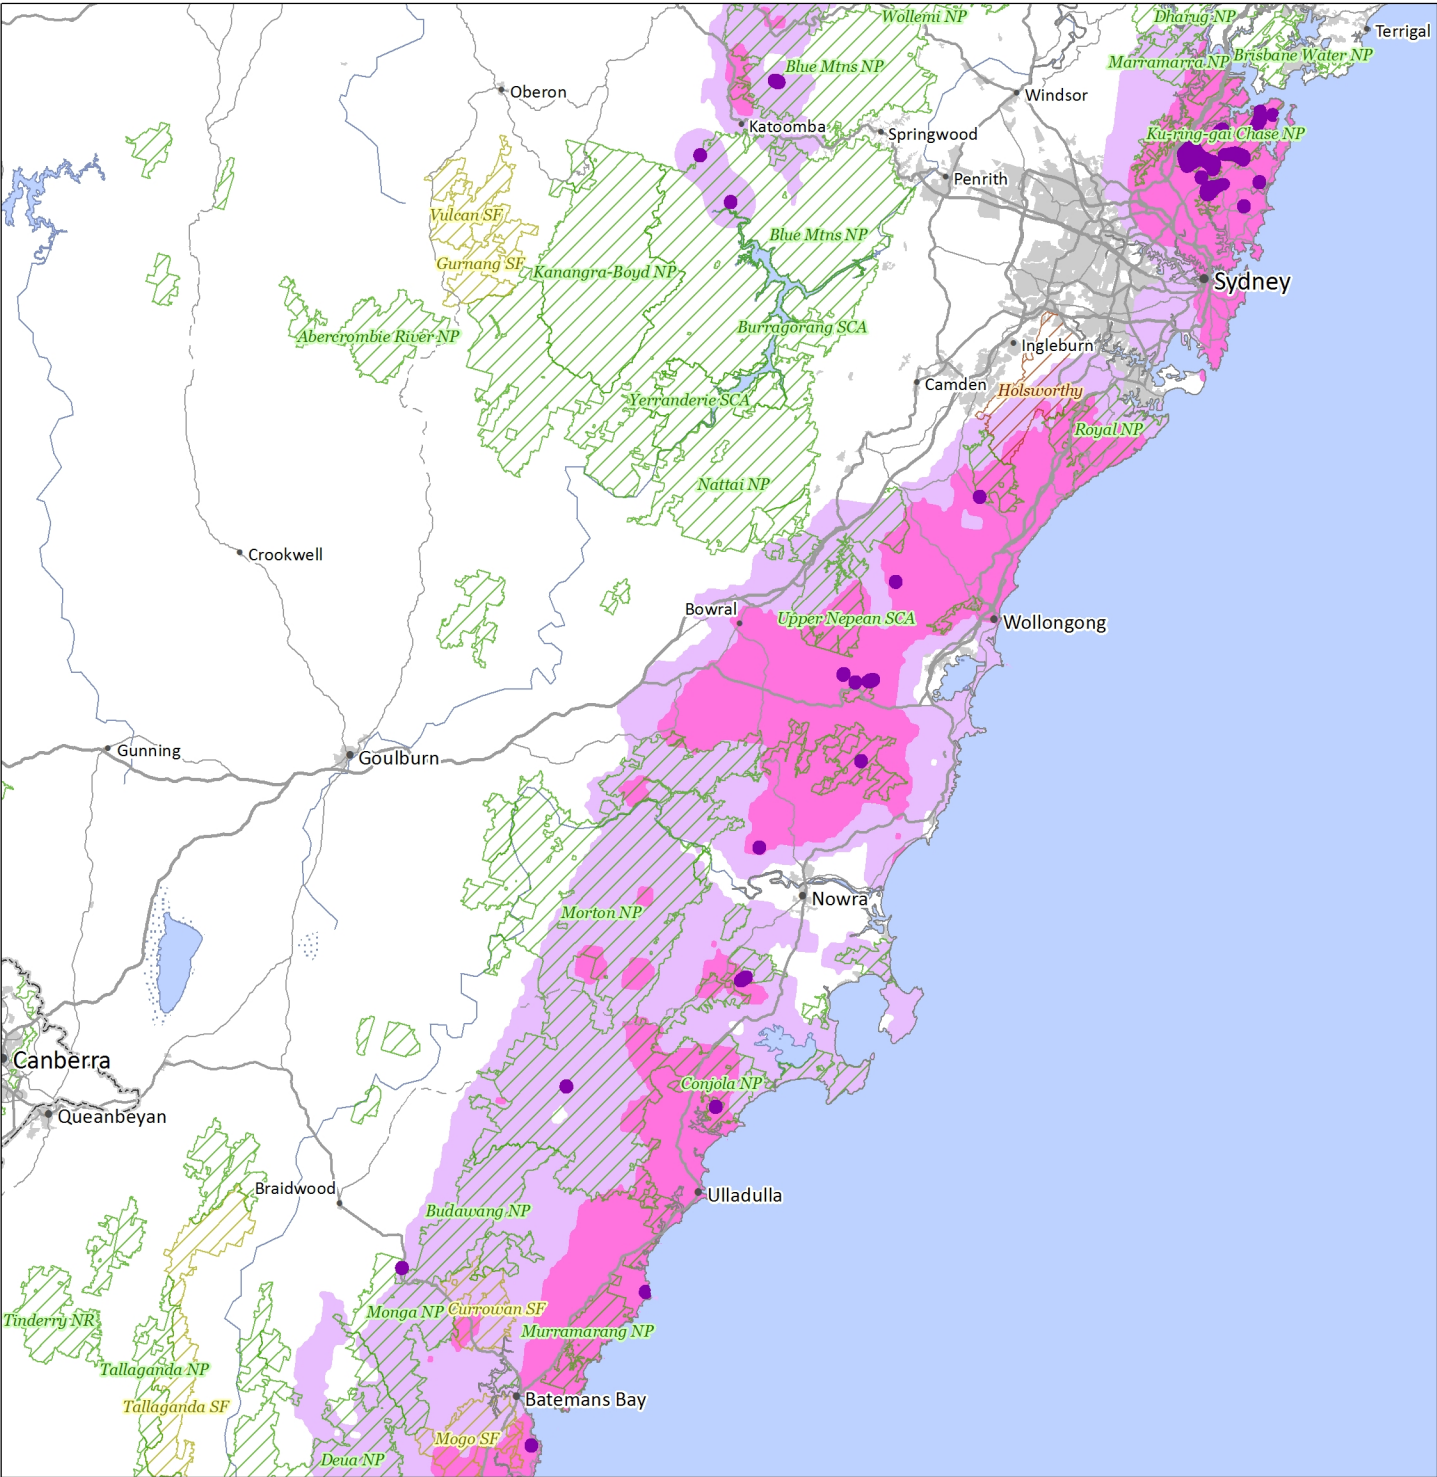 Wollemi NP
Dharug NP
Terrigal
Marramarra NP
Brisbane Water NP
Blue Mtns NP
Oberon
Windsor
Katoomba
Springwood
Ku-ring-gai Chase NP
Penrith
Vulcan SF
Blue Mtns NP
Gurnang SF
Kanangra-Boyd NP
Sydney
Abercrombie River NP
Burragorang SCA
Ingleburn
Camden
Holsworthy
Yerranderie SCA
Royal NP
Nattai NP
Crookwell
Bowral
Upper Nepean SCA
Wollongong
Gunning
Goulburn
Morton NP
Nowra
Canberra
Conjola NP
Queanbeyan
Braidwood
Ulladulla
Budawang NP
Tinderry NR
Monga NP
Currowan SF
Murramarang NP
Tallaganda NP
Tallaganda SF
Batemans Bay
Mogo SF
Deua NP